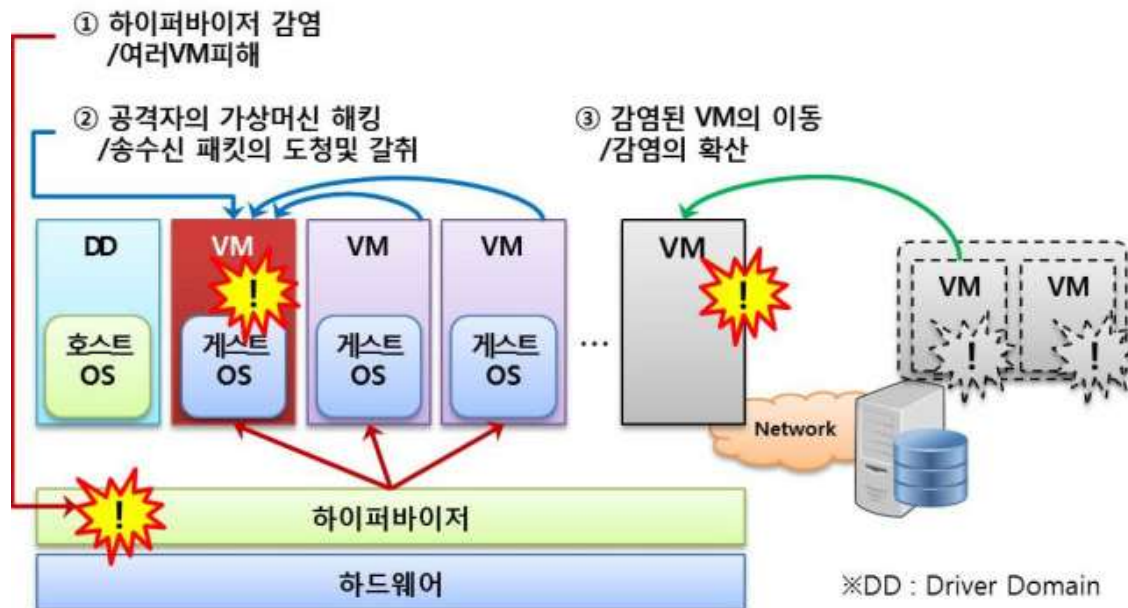 ① 하이퍼바이저 감염
/여러VM피해
② 공격자의 가상머신 해킹
/송수신 패킷의 도청및 갈취
③ 감염된 VM의 이동
/감염의 확산
DD
VM
VM
VM
VM
VM
VM
!
!
!
!
호스트
OS
게스트
OS
게스트
OS
게스트
OS
...
Network
!
하이퍼바이저
하드웨어
※DD : Driver Domain